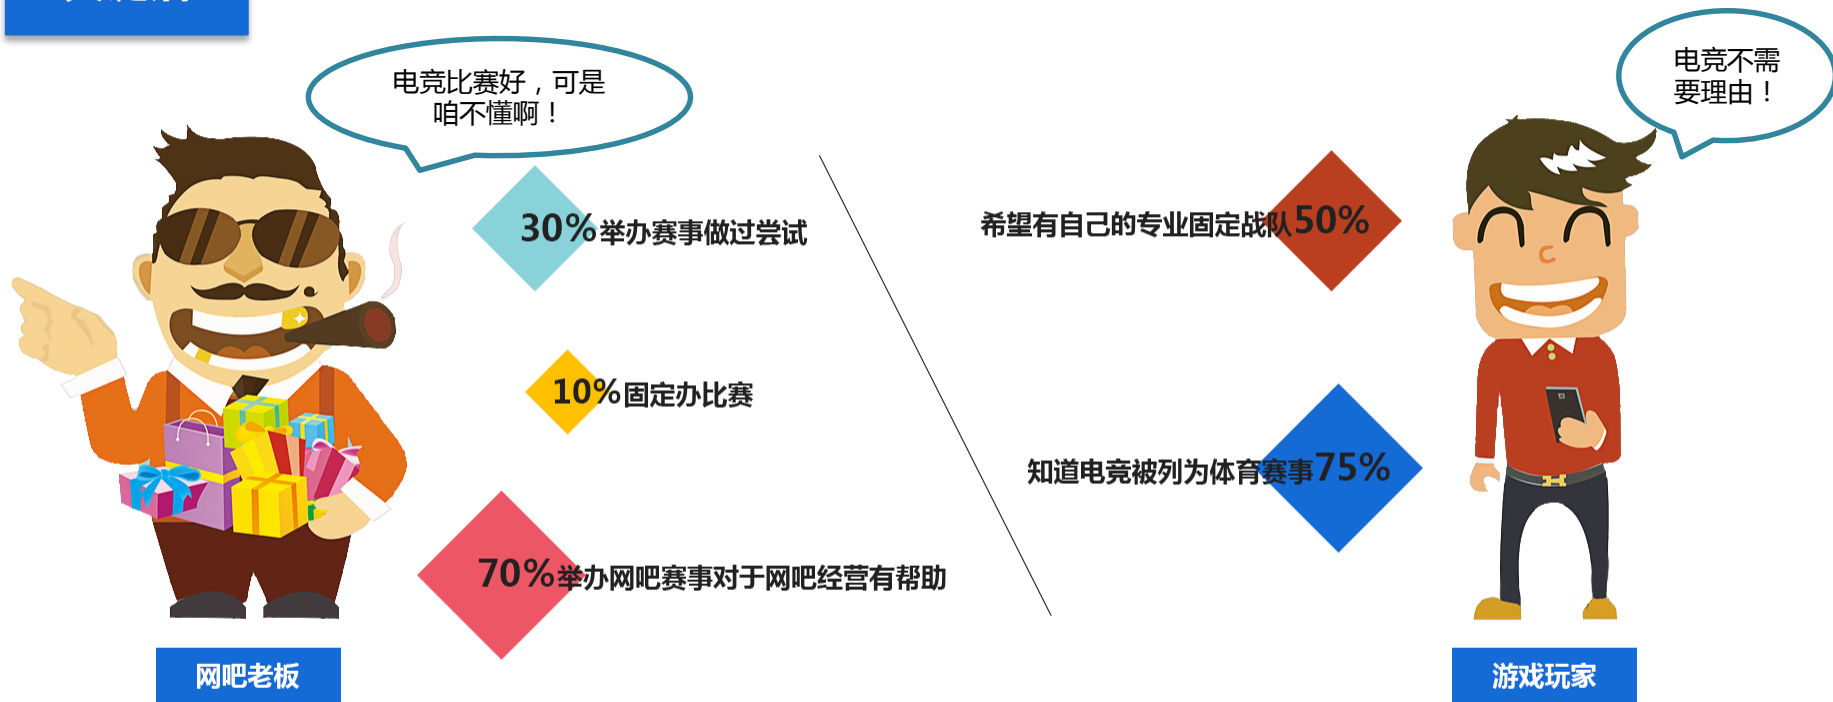 电竞比赛好，可是
咱不懂啊！
30%举办赛事做过尝试
10%固定办比赛
70%举办网吧赛事对于网吧经营有帮助
网吧老板
电竞不需
要理由！
希望有自己的专业固定战队50%
知道电竞被列为体育赛事75%
游戏玩家